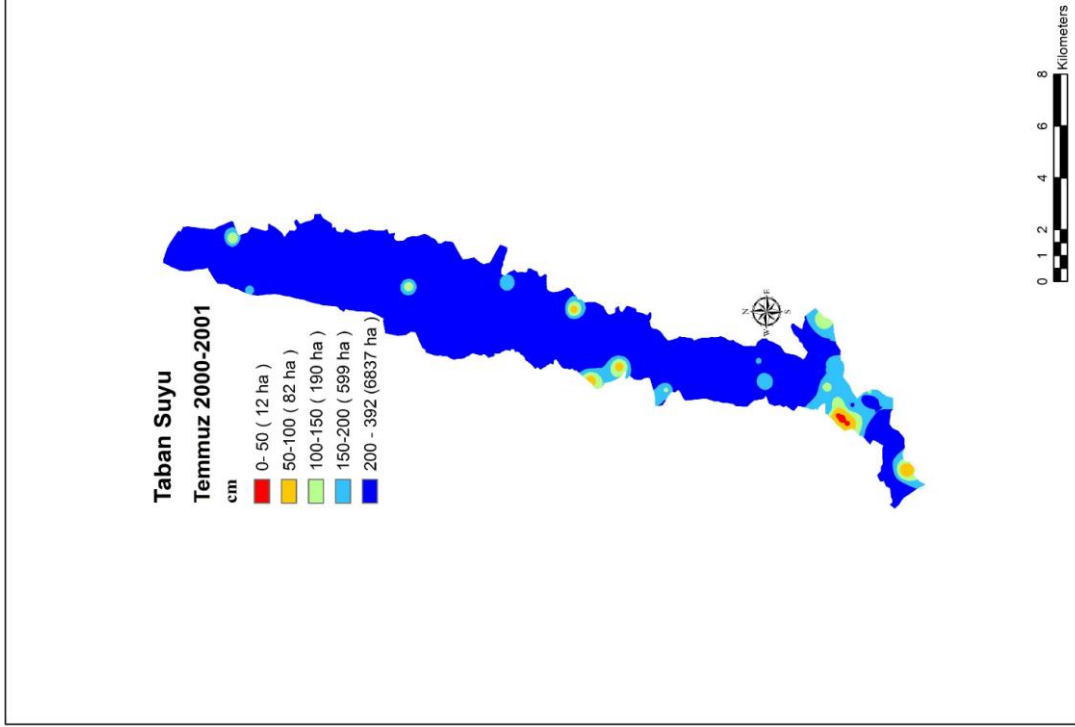 Taban Suyu
Temmuz 2000-2001
cm
0- 50 ( 12 ha )
50-100 ( 82 ha )
100-150 ( 190 ha )
150-200 ( 599 ha )
200 - 392 (6837 ha )
N
W E
S
0 1 2 4 6 8
Kilometers